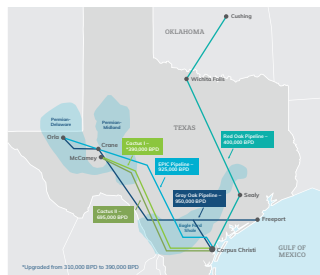 Cushing
OKLAHOMA
Wichita Falls
Permian-
Delaware
Permian-
Midland
TEXAS
Orla
Crane
McCamey
Cactus I –
*390,000 BPD
Red Oak Pipeline –
400,000 BPD
EPIC Pipeline –
925,000 BPD
Gray Oak Pipeline –
950,000 BPD
Cactus II –
685,000 BPD
Sealy
Freeport
Eagle Ford
Shale
Corpus Christi
GULF OF
MEXICO
*Upgraded from 310,000 BPD to 390,000 BPD